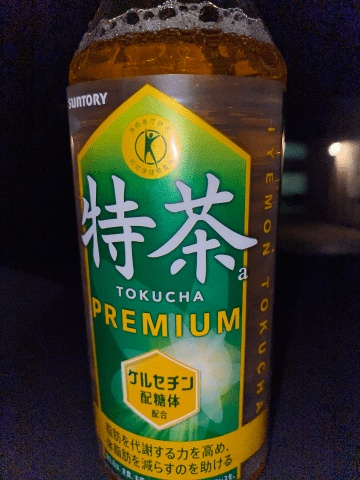 SUNTORY
特茶
a
TOKUCHA
PREMIUM
ケルセチン
配糖体
配合
脂肪を代謝する力を高め、
体脂肪を減らすのを助ける
IYEMON TOKUCHA